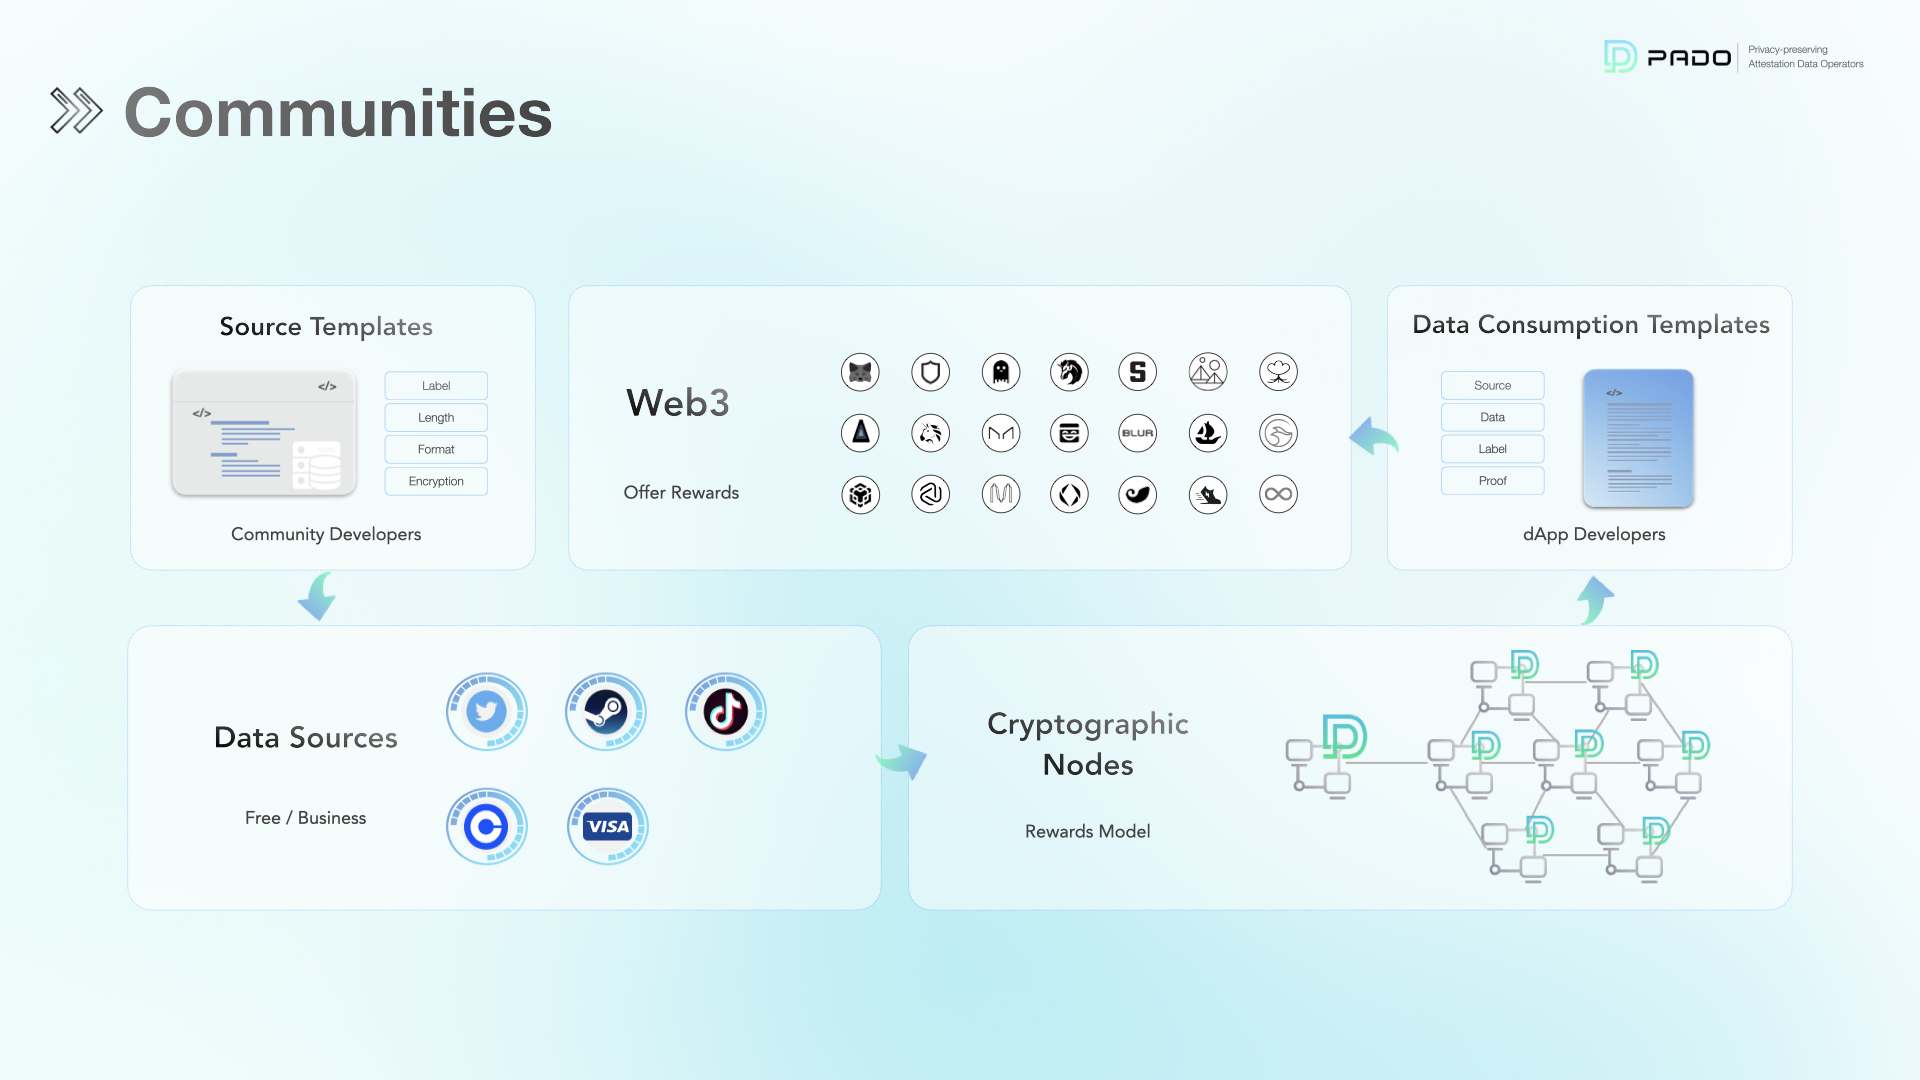 PADO
Privacy-preserving
Attestation Data Operators
Communities
Source Templates
</>
</>
Label
Length
Format
Encryption
Community Developers
Web3
Offer Rewards
S
BLUR
Data Consumption Templates
Source
Data
Label
Proof
</>
dApp Developers
Data Sources
Free / Business
VISA
Cryptographic
Nodes
Rewards Model